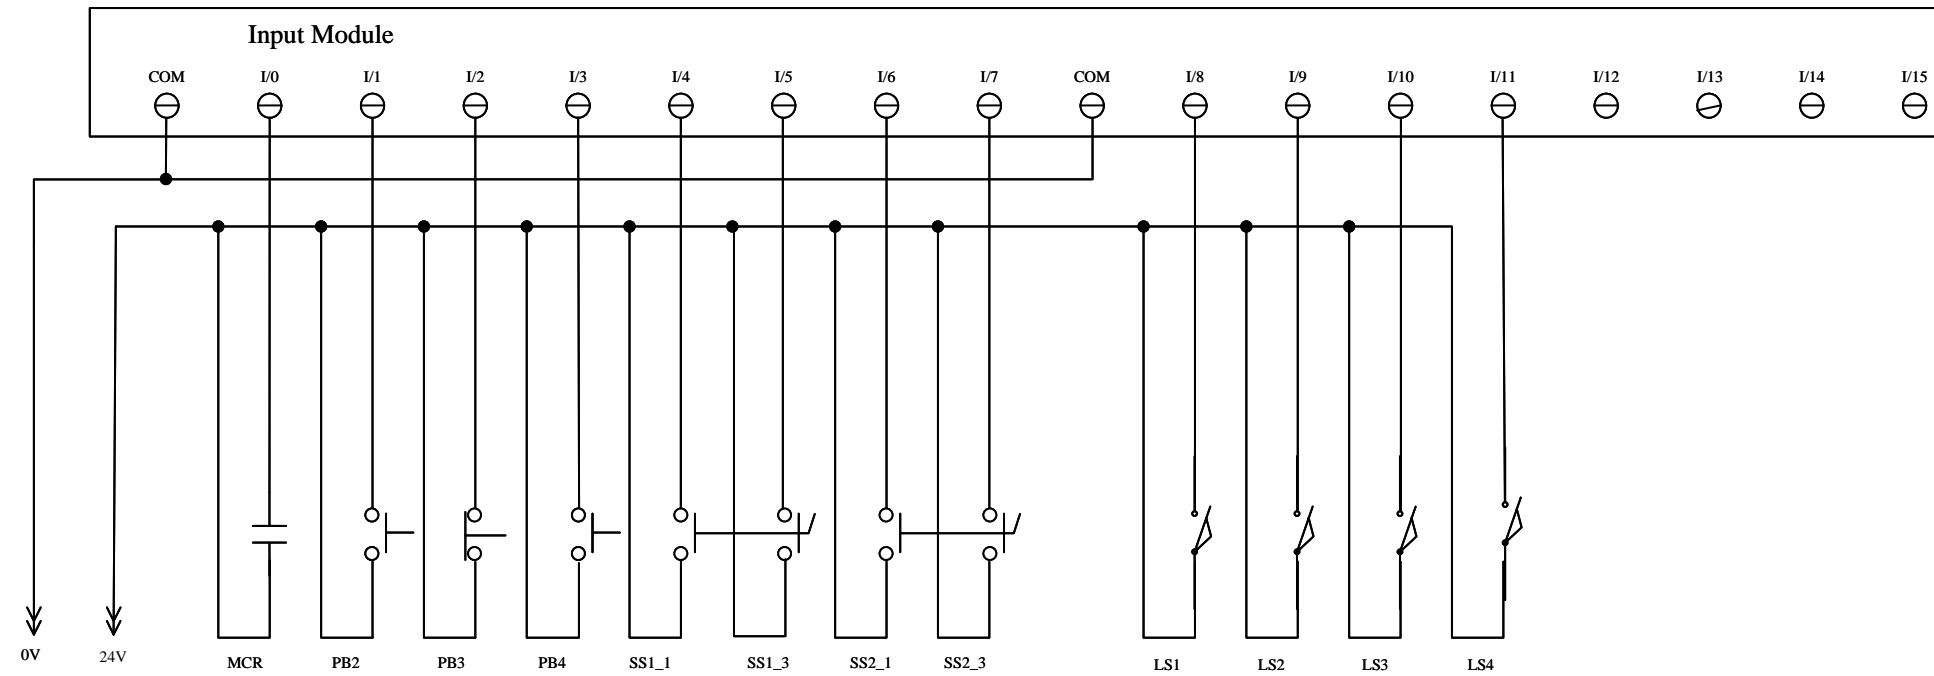 Input Module
COM I/0 I/1 I/2 I/3 I/4 I/5 I/6 I/7 COM I/8 I/9 I/10 I/11 I/12 I/13 I/14 I/15
0V 24V MCR PB2 PB3 PB4 SS1_1 SS1_3 SS2_1 SS2_3 LS1 LS2 LS3 LS4